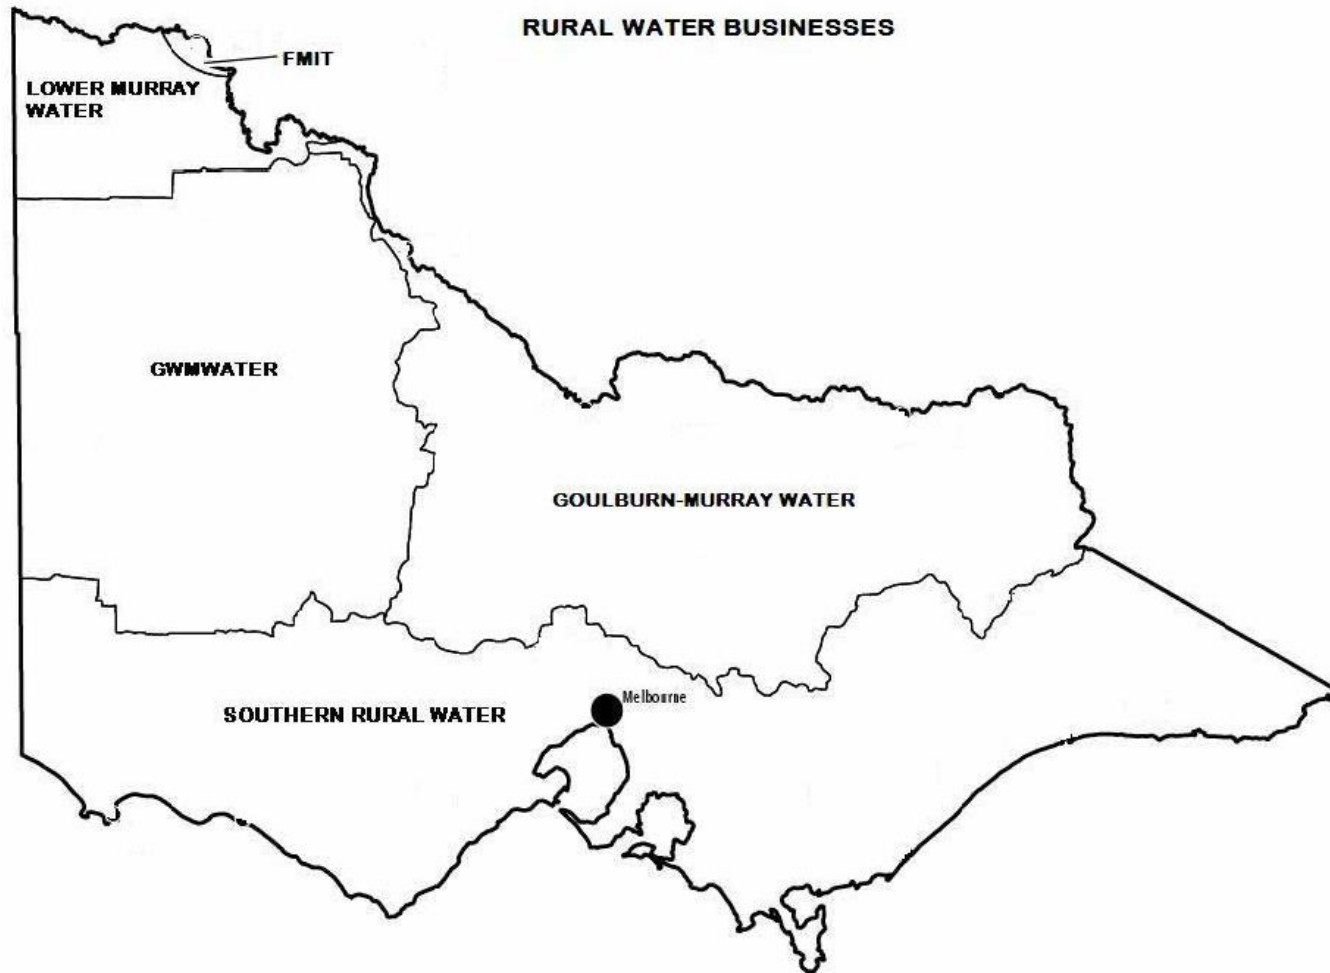 RURAL WATER BUSINESSES
FMIT
LOWER MURRAY
WATER
GWMWATER
GOULBURN-MURRAY WATER
Melbourne
SOUTHERN RURAL WATER